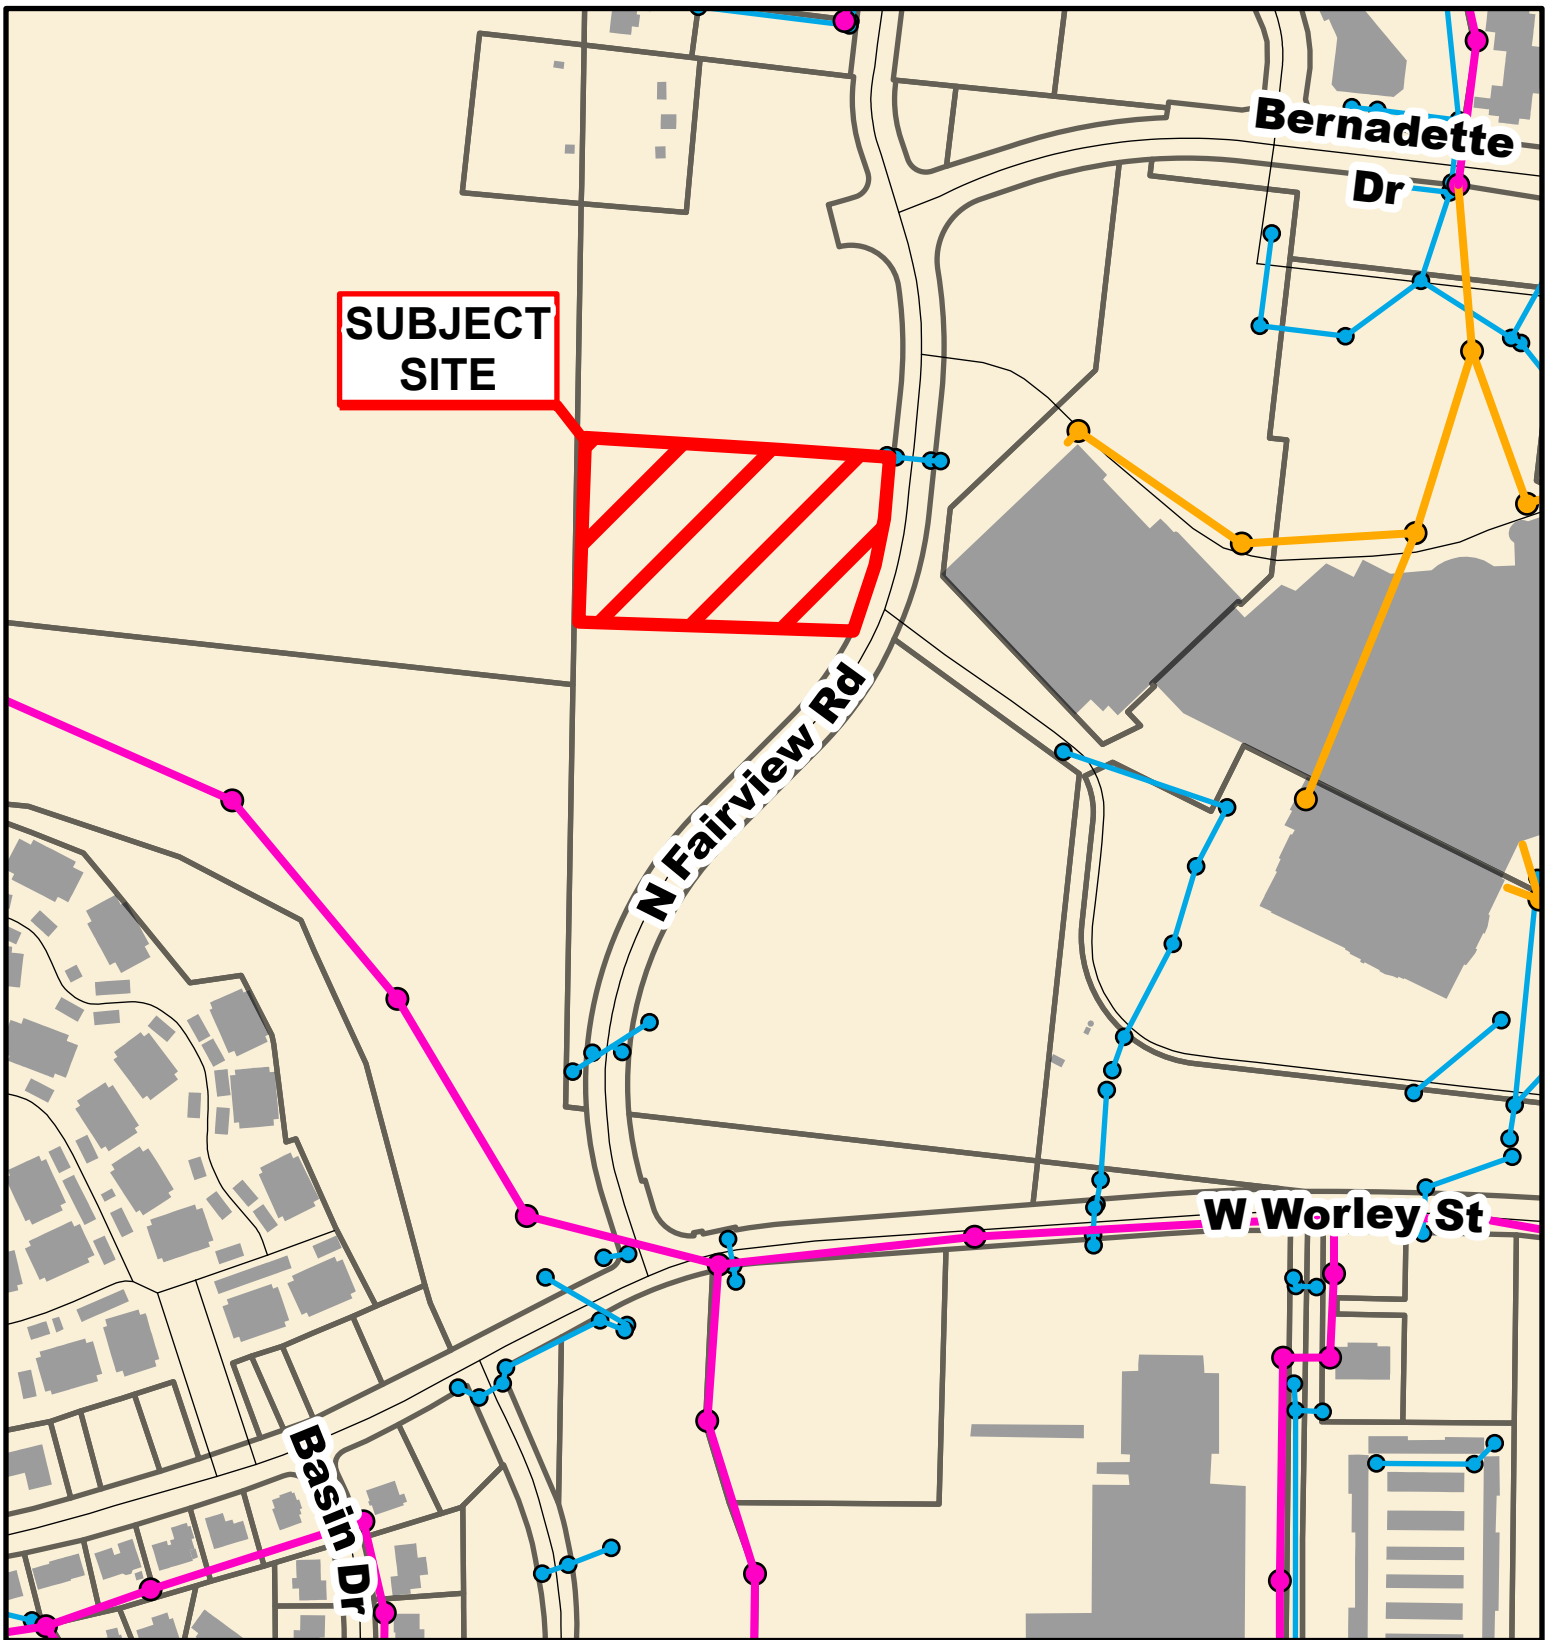 Bernadette
Dr
SUBJECT
SITE
N Fairview Rd
W Worley St
Basin Dr